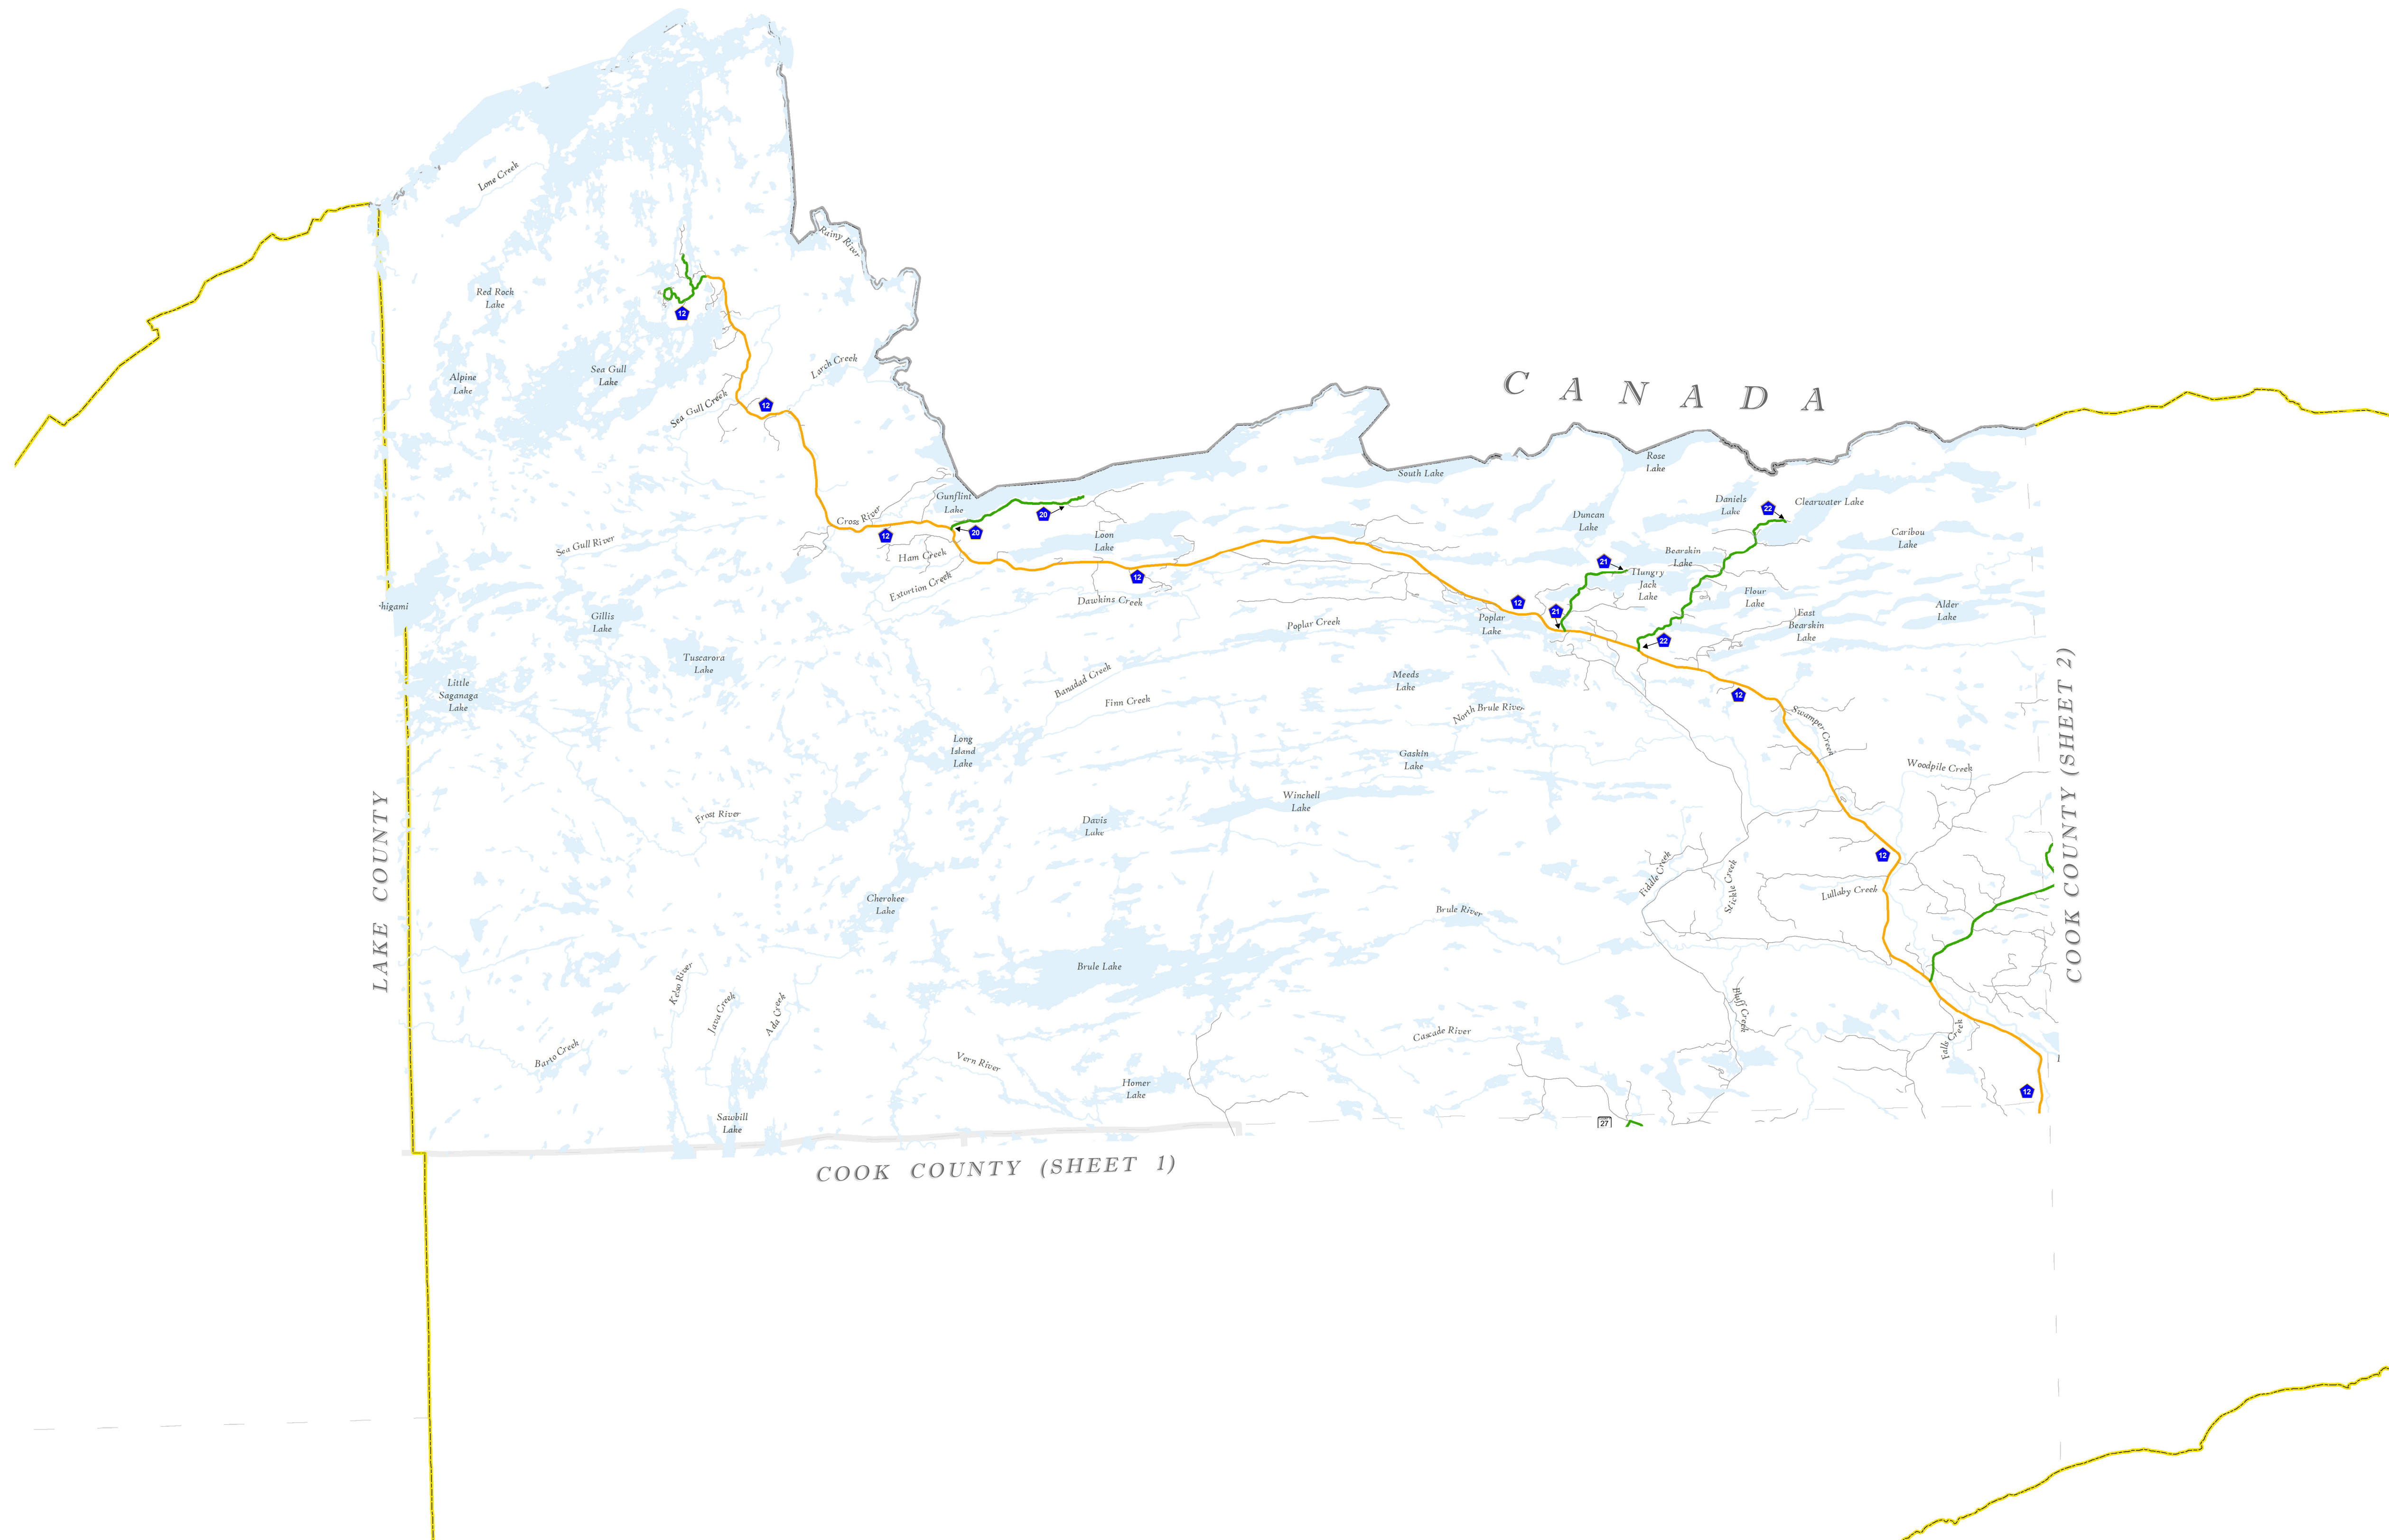 Lone Creek
Rainy River
Red Rock
Lake
12
Sea Gull
Lake
Alpine
Lake
Larch Creek
Sea Gull Creek
12
C A N A D A
Rose
Lake
South Lake
Gunflint
Lake
Daniels
Lake
Clearwater Lake
22
20
Cross River
Duncan
Lake
12
20
Loon
Lake
Caribou
Lake
Sea Gull River
Ham Creek
Bearskin
Lake
21
Hungry
Jack
Lake
Extortion Creek
12
Flour
Lake
Dawkins Creek
higami
12
21
Alder
Lake
Gillis
Lake
Poplar
Lake
East
Bearskin
Lake
Poplar Creek
22
Tuscarora
Lake
Banadad Creek
Meeds
Lake
Little
Saganaga
Lake
12
Finn Creek
North Brule River
Swamper Creek
Long
Island
Lake
Gaskin
Lake
Woodpile Creek
Winchell
Lake
Frost River
Davis
Lake
COOK COUNTY (SHEET 2)
LAKE COUNTY
12
Fiddle Creek
Stickle Creek
Lullaby Creek
Cherokee
Lake
Brule River
Brule Lake
Kelso River
Java Creek
Ada Creek
Bluff Creek
Cascade River
Falls Creek
Barto Creek
Vern River
Homer
Lake
12
Sawbill
Lake
27
COOK COUNTY (SHEET 1)